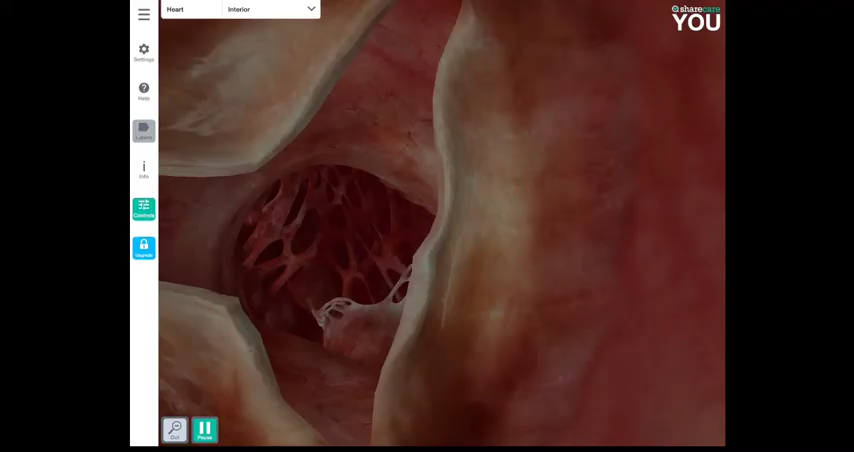 Heart
Interior
sharecare
YOU
Settings
Help
Labels
i
Info
Controls
Upgrade
Out
Pause